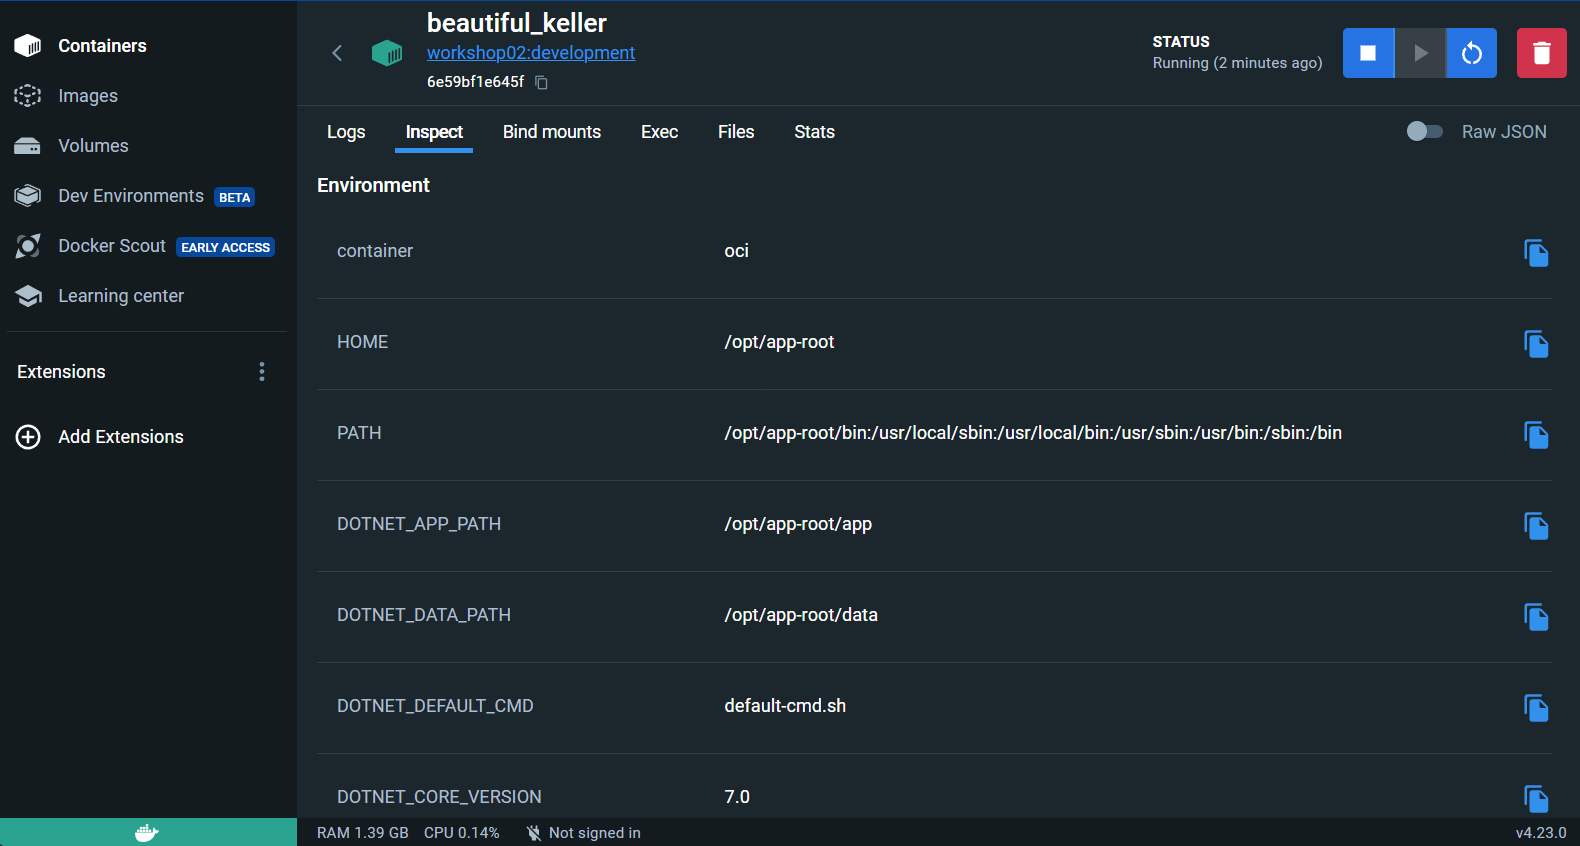 Containers
Images
Volumes
Dev Environments BETA
Docker Scout EARLY ACCESS
Learning center
Extensions
Add Extensions
beautiful_keller
workshop02:development
6e59bf1e645f
STATUS
Running (2 minutes ago)
Logs Inspect Bind mounts Exec Files Stats Raw JSON
Environment
container oci
HOME /opt/app-root
PATH /opt/app-root/bin:/usr/local/sbin:/usr/local/bin:/usr/sbin:/usr/bin:/sbin:/bin
DOTNET_APP_PATH /opt/app-root/app
DOTNET_DATA_PATH /opt/app-root/data
DOTNET_DEFAULT_CMD default-cmd.sh
DOTNET_CORE_VERSION 7.0
RAM 1.39 GB CPU 0.14% Not signed in v4.23.0